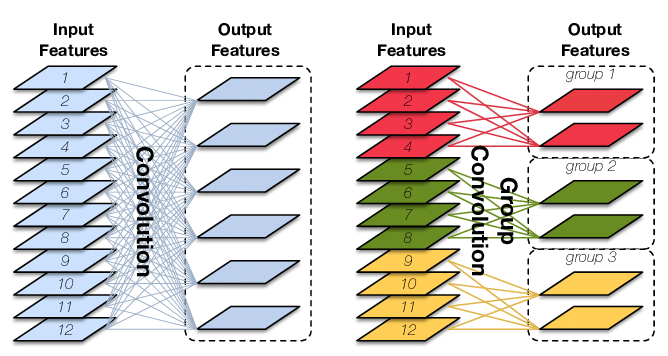 Input
Features
Output
Features
1
2
3
4
5
6
7
8
9
10
11
12
Convolution
Input
Features
Output
Features
1
2
3
4
5
6
7
8
9
10
11
12
Group
Convolution
group 1
group 2
group 3